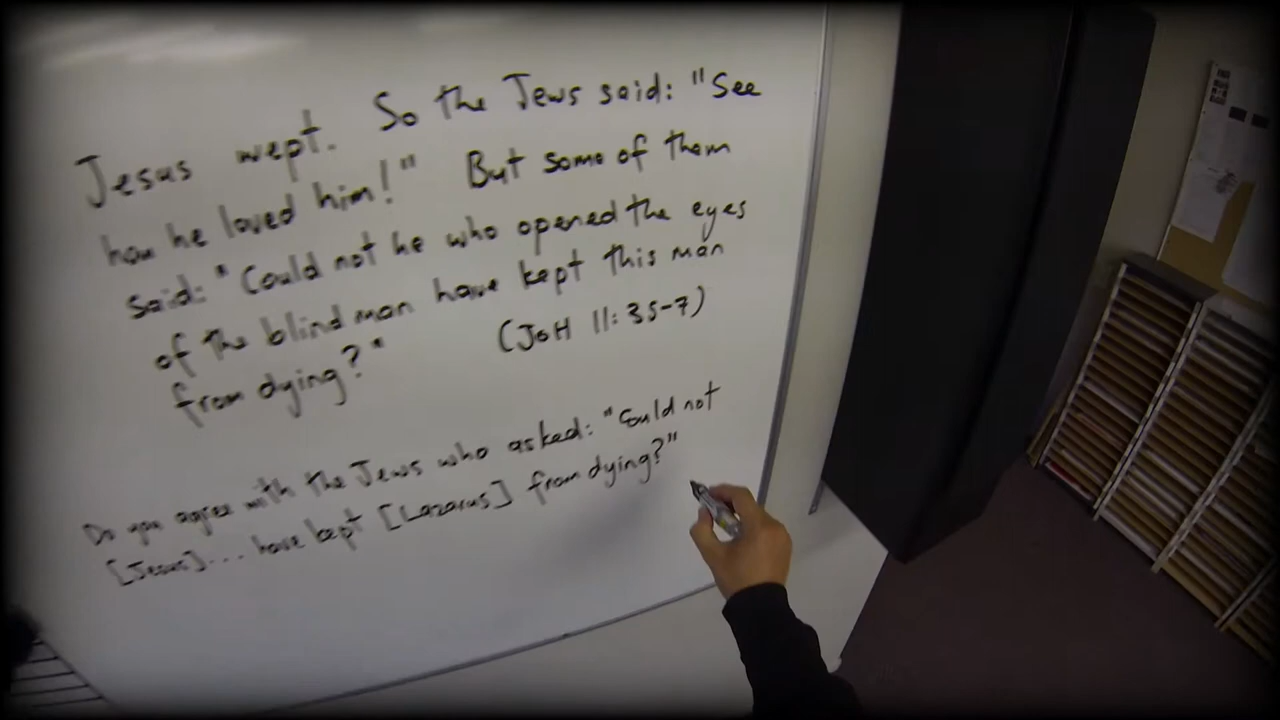 Jesus wept. So the Jews said: "See
how he loved him!" But some of them
said: "Could not he who opened the eyes
of the blind man have kept this man
from dying?" (JOH 11:35-7)
Do you agree with the Jews who asked: "Could not
[Jesus]... have kept [Lazarus] from dying?"